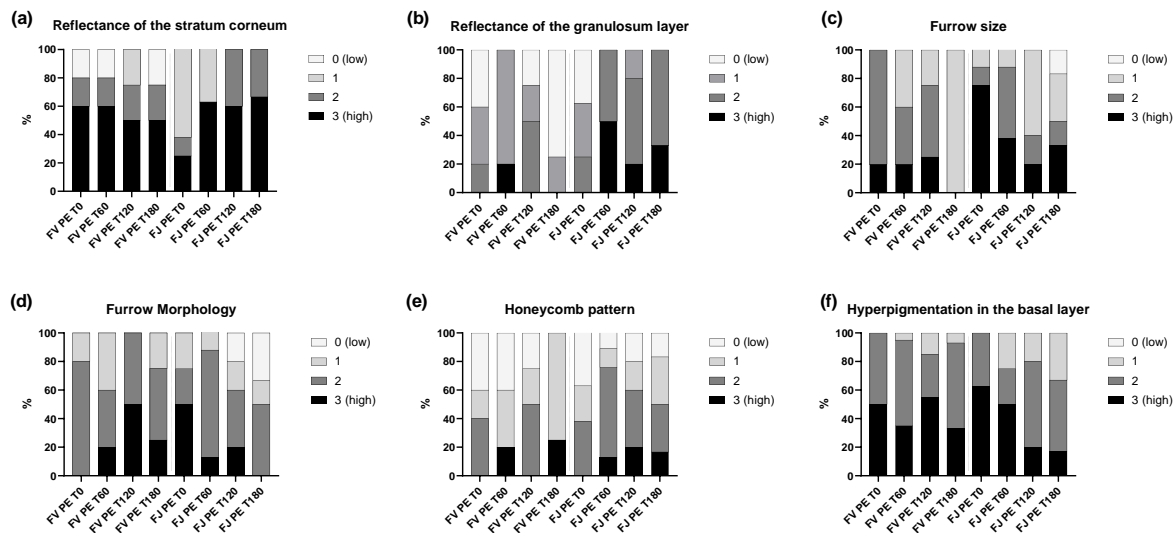 (a)
Reflectance of the stratum corneum
100
80
60
40
20
0
%
FV PE T0
FV PE T60
FV PE T120
FV PE T180
FJ PE T0
FJ PE T60
FJ PE T120
FJ PE T180
0 (low)
1
2
3 (high)
(b)
Reflectance of the granulosum layer
100
80
60
40
20
0
%
FV PE T0
FV PE T60
FV PE T120
FV PE T180
FJ PE T0
FJ PE T60
FJ PE T120
FJ PE T180
0 (low)
1
2
3 (high)
(c)
Furrow size
100
80
60
40
20
0
%
FV PE T0
FV PE T60
FV PE T120
FV PE T180
FJ PE T0
FJ PE T60
FJ PE T120
FJ PE T180
0 (low)
1
2
3 (high)
(d)
Furrow Morphology
100
80
60
40
20
0
%
FV PE T0
FV PE T60
FV PE T120
FV PE T180
FJ PE T0
FJ PE T60
FJ PE T120
FJ PE T180
0 (low)
1
2
3 (high)
(e)
Honeycomb pattern
100
80
60
40
20
0
%
FV PE T0
FV PE T60
FV PE T120
FV PE T180
FJ PE T0
FJ PE T60
FJ PE T120
FJ PE T180
0 (low)
1
2
3 (high)
(f)
Hyperpigmentation in the basal layer
100
80
60
40
20
0
%
FV PE T0
FV PE T60
FV PE T120
FV PE T180
FJ PE T0
FJ PE T60
FJ PE T120
FJ PE T180
0 (low)
1
2
3 (high)